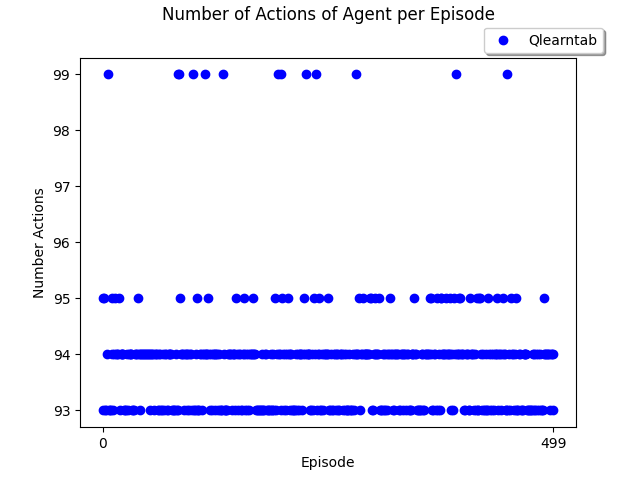 Number of Actions of Agent per Episode
Qlearntab
99
98
97
96
95
94
93
Number Actions
0
499
Episode